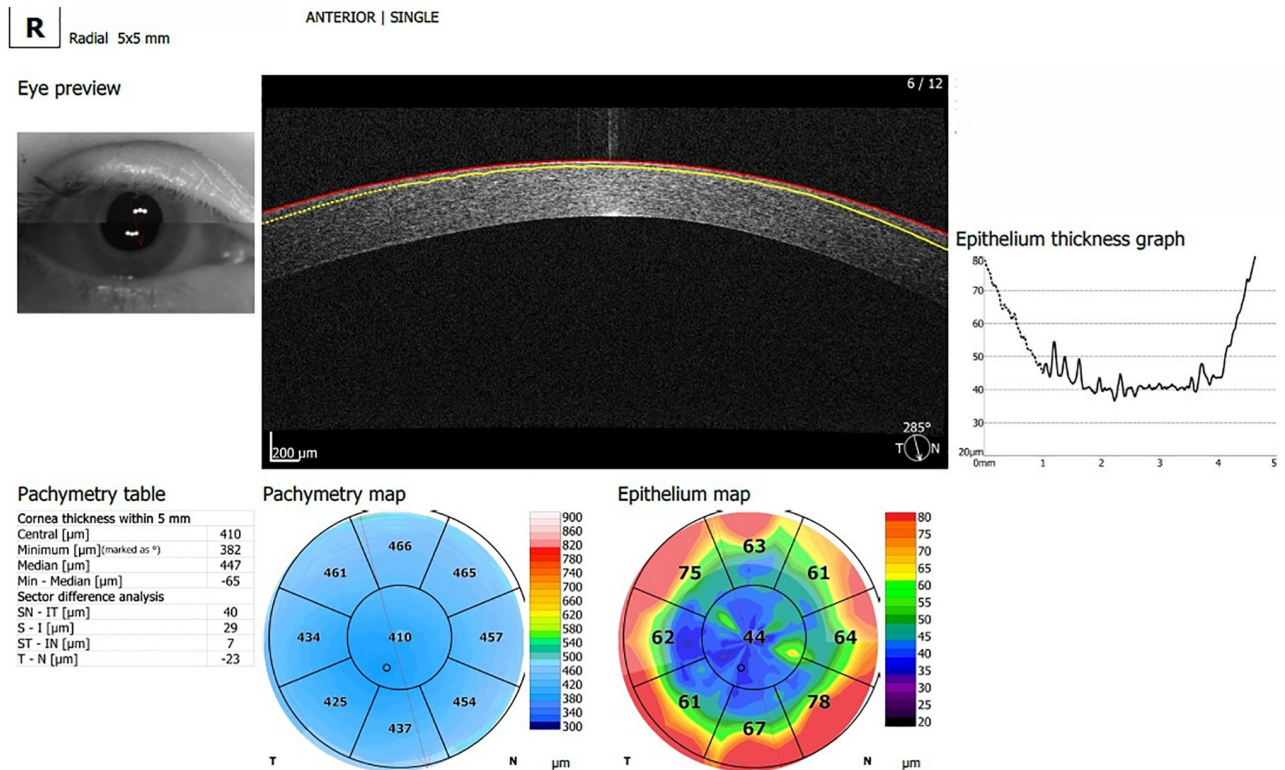 R
Radial 5x5 mm
ANTERIOR | SINGLE
Eye preview
6 / 12
285°
T N
200 µm
Epithelium thickness graph
80
70
60
50
40
30
20µm
0mm 1 2 3 4 5
Pachymetry table
Cornea thickness within 5 mm
Central [µm] 410
Minimum [µm](marked as °) 382
Median [µm] 447
Min - Median [µm] -65
Sector difference analysis
SN - IT [µm] 40
S - I [µm] 29
ST - IN [µm] 7
T - N [µm] -23
Pachymetry map
466
461 465
434 410 457
425 454
437
T N µm
900
860
820
780
740
700
660
620
580
540
500
460
420
380
340
300
Epithelium map
63
75 61
62 44 64
61 78
67
T N µm
80
75
70
65
60
55
50
45
40
35
30
25
20